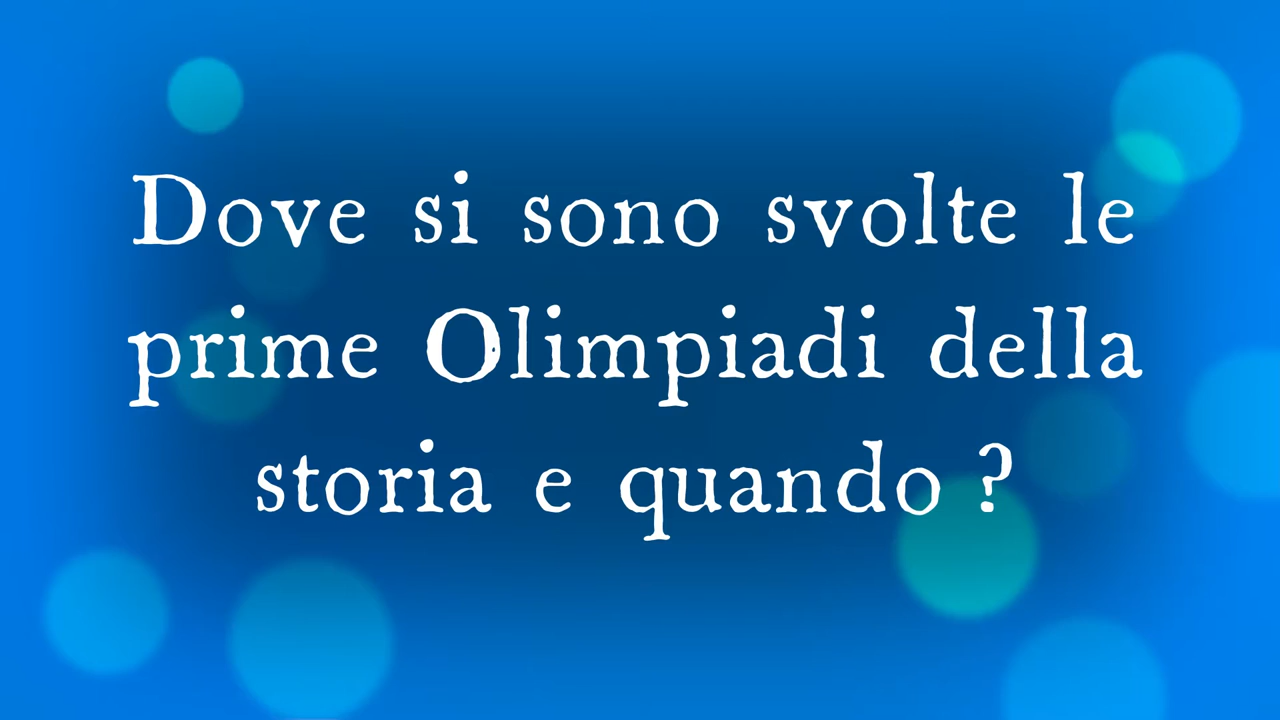 Dove si sono svolte le
prime Olimpiadi della
storia e quando ?